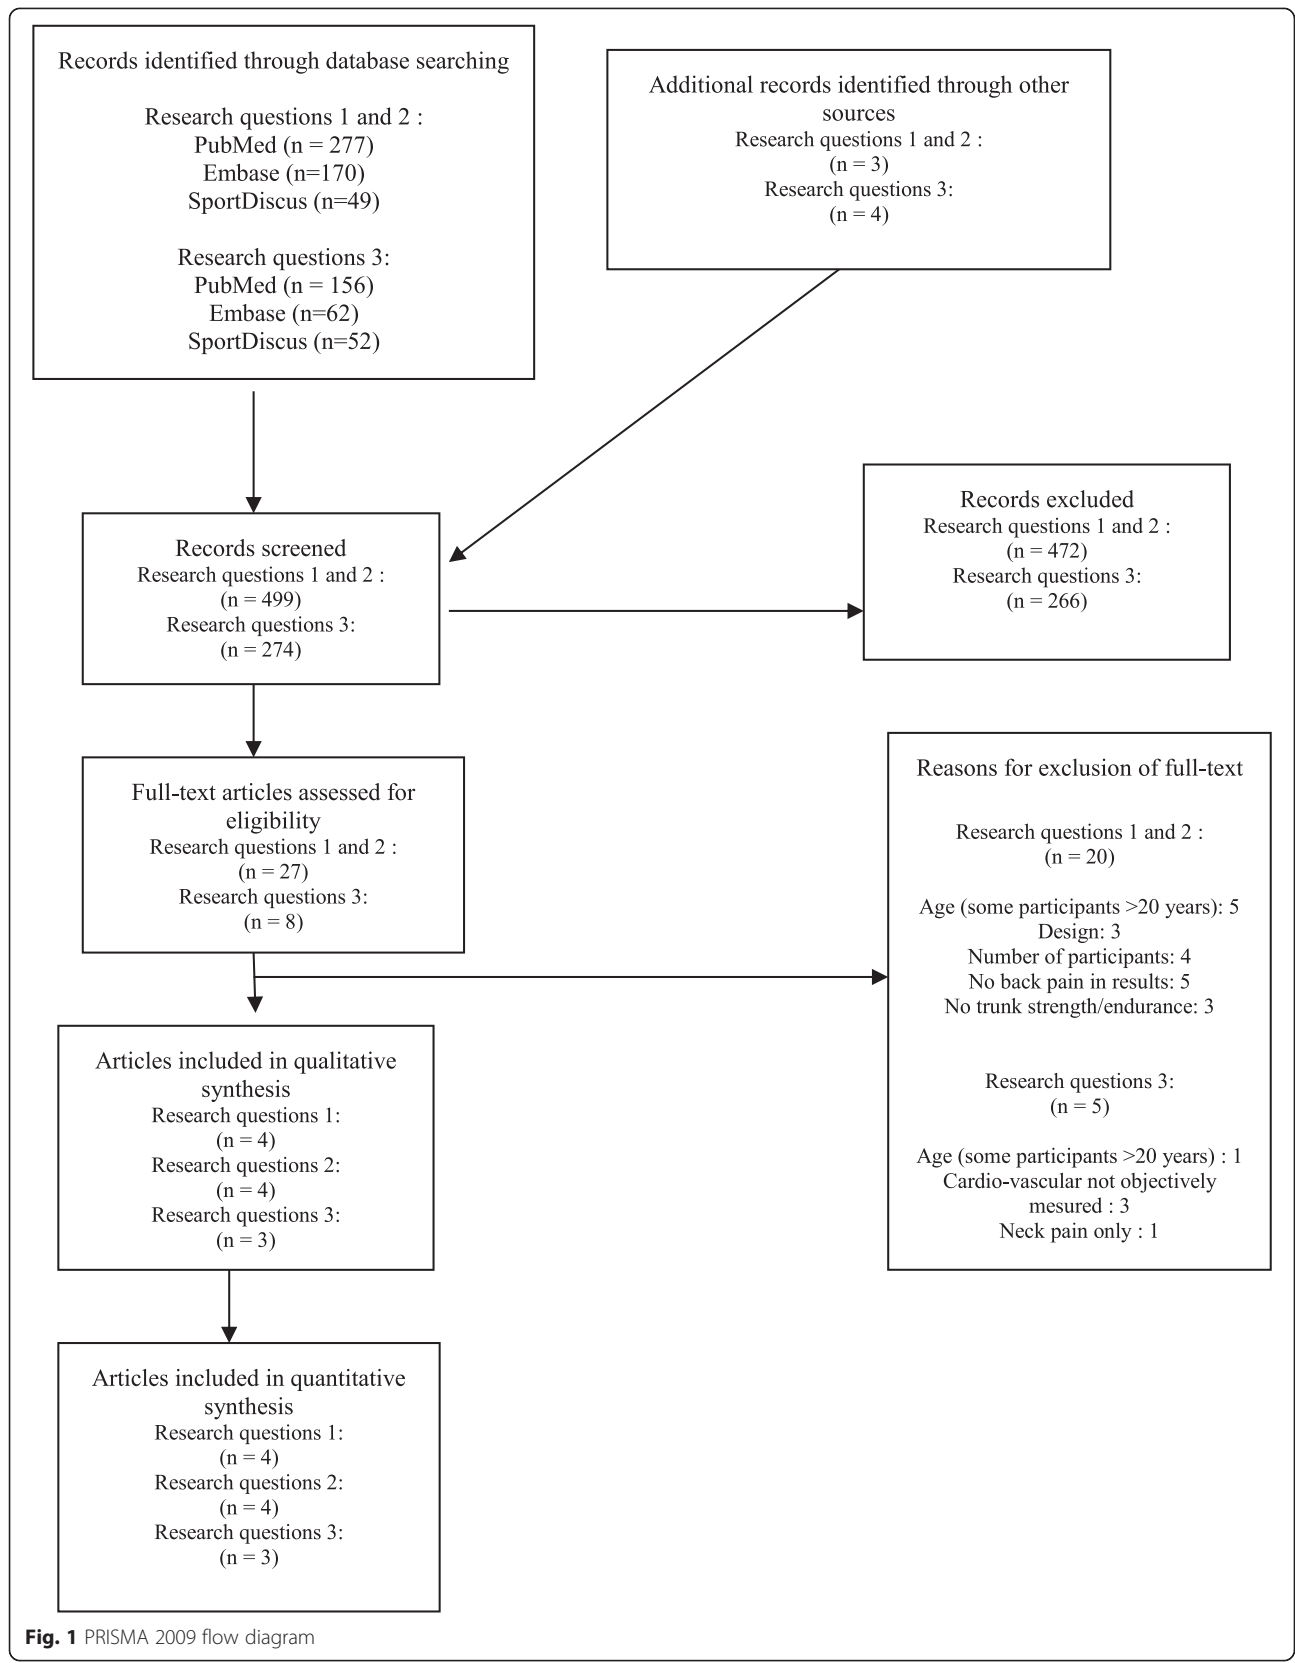 Records identified through database searching
Research questions 1 and 2 :
PubMed (n = 277)
Embase (n=170)
SportDiscus (n=49)
Research questions 3:
PubMed (n = 156)
Embase (n=62)
SportDiscus (n=52)
Additional records identified through other
sources
Research questions 1 and 2 :
(n = 3)
Research questions 3:
(n = 4)
Records screened
Research questions 1 and 2 :
(n = 499)
Research questions 3:
(n = 274)
Records excluded
Research questions 1 and 2 :
(n = 472)
Research questions 3:
(n = 266)
Full-text articles assessed for
eligibility
Research questions 1 and 2 :
(n = 27)
Research questions 3:
(n = 8)
Reasons for exclusion of full-text
Research questions 1 and 2 :
(n = 20)
Age (some participants >20 years): 5
Design: 3
Number of participants: 4
No back pain in results: 5
No trunk strength/endurance: 3
Research questions 3:
(n = 5)
Age (some participants >20 years) : 1
Cardio-vascular not objectively
mesured : 3
Neck pain only : 1
Articles included in qualitative
synthesis
Research questions 1:
(n = 4)
Research questions 2:
(n = 4)
Research questions 3:
(n = 3)
Articles included in quantitative
synthesis
Research questions 1:
(n = 4)
Research questions 2:
(n = 4)
Research questions 3:
(n = 3)
Fig. 1 PRISMA 2009 flow diagram